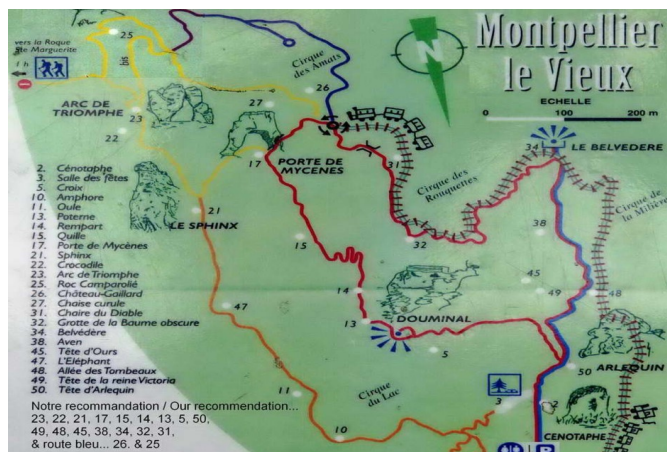 Montpellier
le Vieux
ECHELLE
0 100 200 m
vers la Roque
Ste Marguerite
1 h
25
bis
Cirque
des Amats
N
34
LE BELVEDERE
ARC DE
TRIOMPHE
23
22
27
26
17
PORTE DE
MYCENES
31
Cirque des
Rouquettes
Cirque de
la Millière
LE SPHINX
21
15
32
38
45
49
48
14
DOUMINAL
13
5
47
50
ARLEQUIN
11
Cirque
du Lac
10
3
2
CENOTAPHE
P
2. Cénotaphe
3. Salle des fêtes
5. Croix
10. Amphore
11. Oule
13. Poterne
14. Rempart
15. Quille
17. Porte de Mycènes
21. Sphinx
22. Crocodile
23. Arc de Triomphe
25. Roc Camparolié
26. Château-Gaillard
27. Chaise curule
31. Chaire du Diable
32. Grotte de la Baume obscure
34. Belvédère
38. Aven
45. Tête d'Ours
47. L'Eléphant
48. Allée des Tombeaux
49. Tête de la reine Victoria
50. Tête d'Arlequin
Notre recommandation / Our recommendation...
23, 22, 21, 17, 15, 14, 13, 5, 50,
49, 48, 45, 38, 34, 32, 31,
& route bleu... 26. & 25